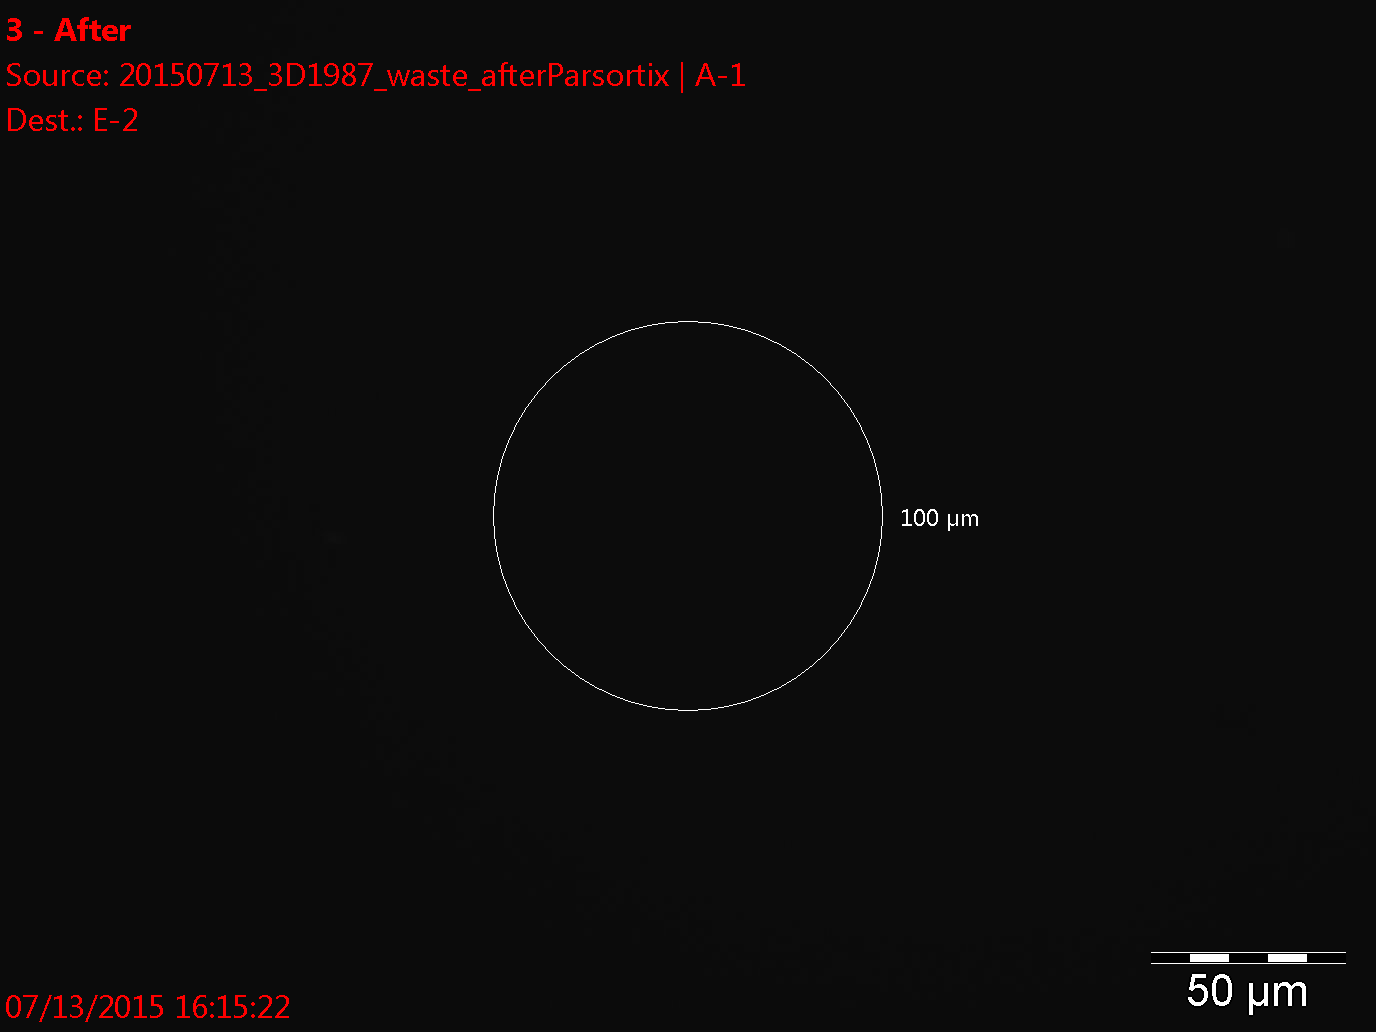 3 - After
Source: 20150713_3D1987_waste_afterParsortix | A-1
Dest.: E-2
100 µm
50 µm
07/13/2015 16:15:22